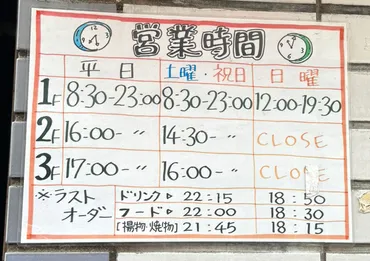 営業時間
平日 土曜・祝日 日曜
1F 8:30-23:00 8:30-23:00 12:00-19:30
2F 16:00- 〃 14:30- 〃 CLOSE
3F 17:00- 〃 16:00- 〃 CLOSE
※ラスト ドリンク▷ 22:15 18:50
オーダー フード▷ 22:00 18:30
[揚物・焼物] 21:45 18:15